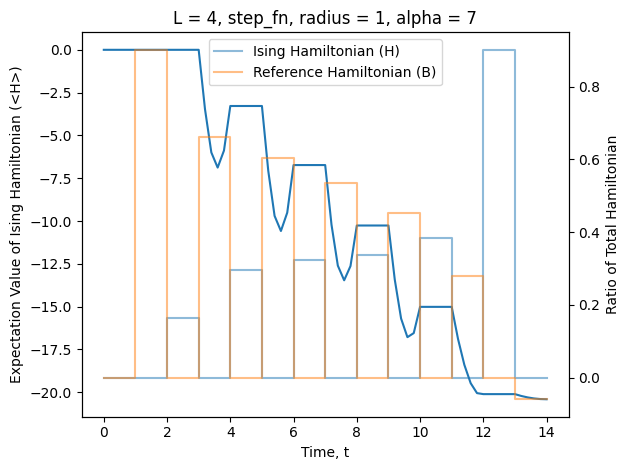 L = 4, step_fn, radius = 1, alpha = 7
Ising Hamiltonian (H)
Reference Hamiltonian (B)
Expectation Value of Ising Hamiltonian (<H>)
0.0
−2.5
−5.0
−7.5
−10.0
−12.5
−15.0
−17.5
−20.0
0.8
0.6
0.4
0.2
0.0
Ratio of Total Hamiltonian
0 2 4 6 8 10 12 14
Time, t